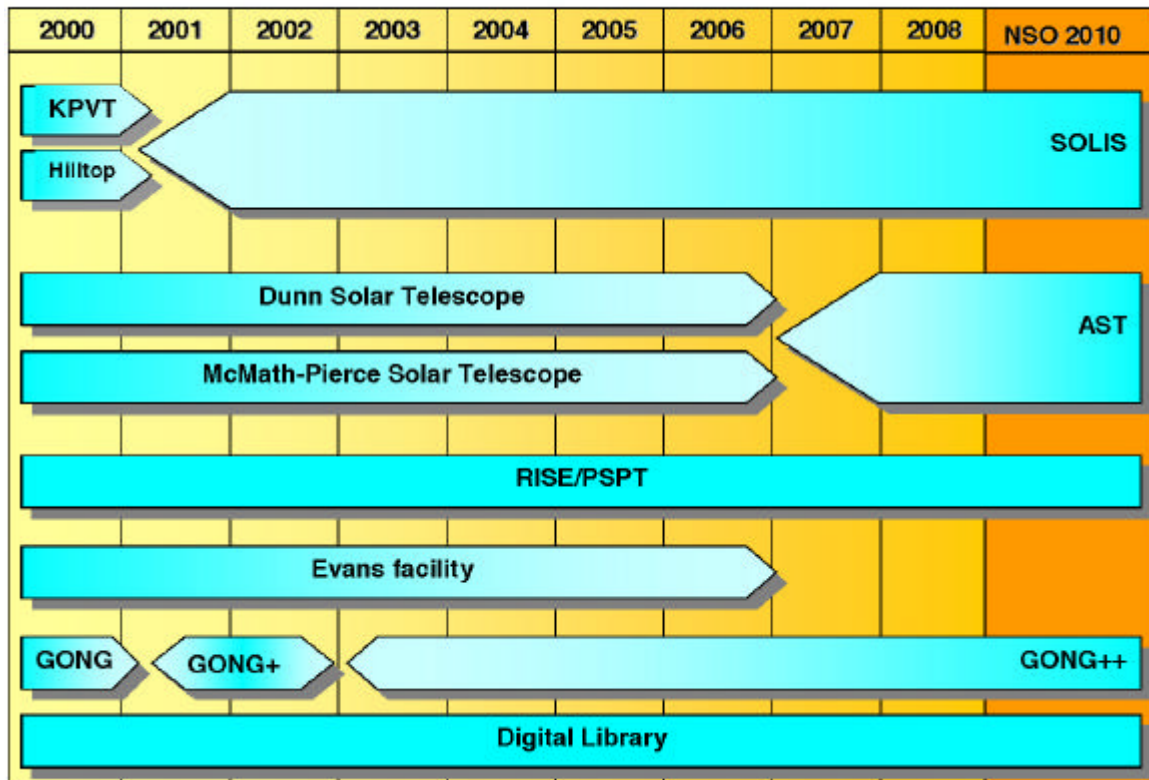 2000 2001 2002 2003 2004 2005 2006 2007 2008 NSO 2010
KPVT
SOLIS
Hilltop
Dunn Solar Telescope
AST
McMath-Pierce Solar Telescope
RISE/PSPT
Evans facility
GONG GONG+ GONG++
Digital Library